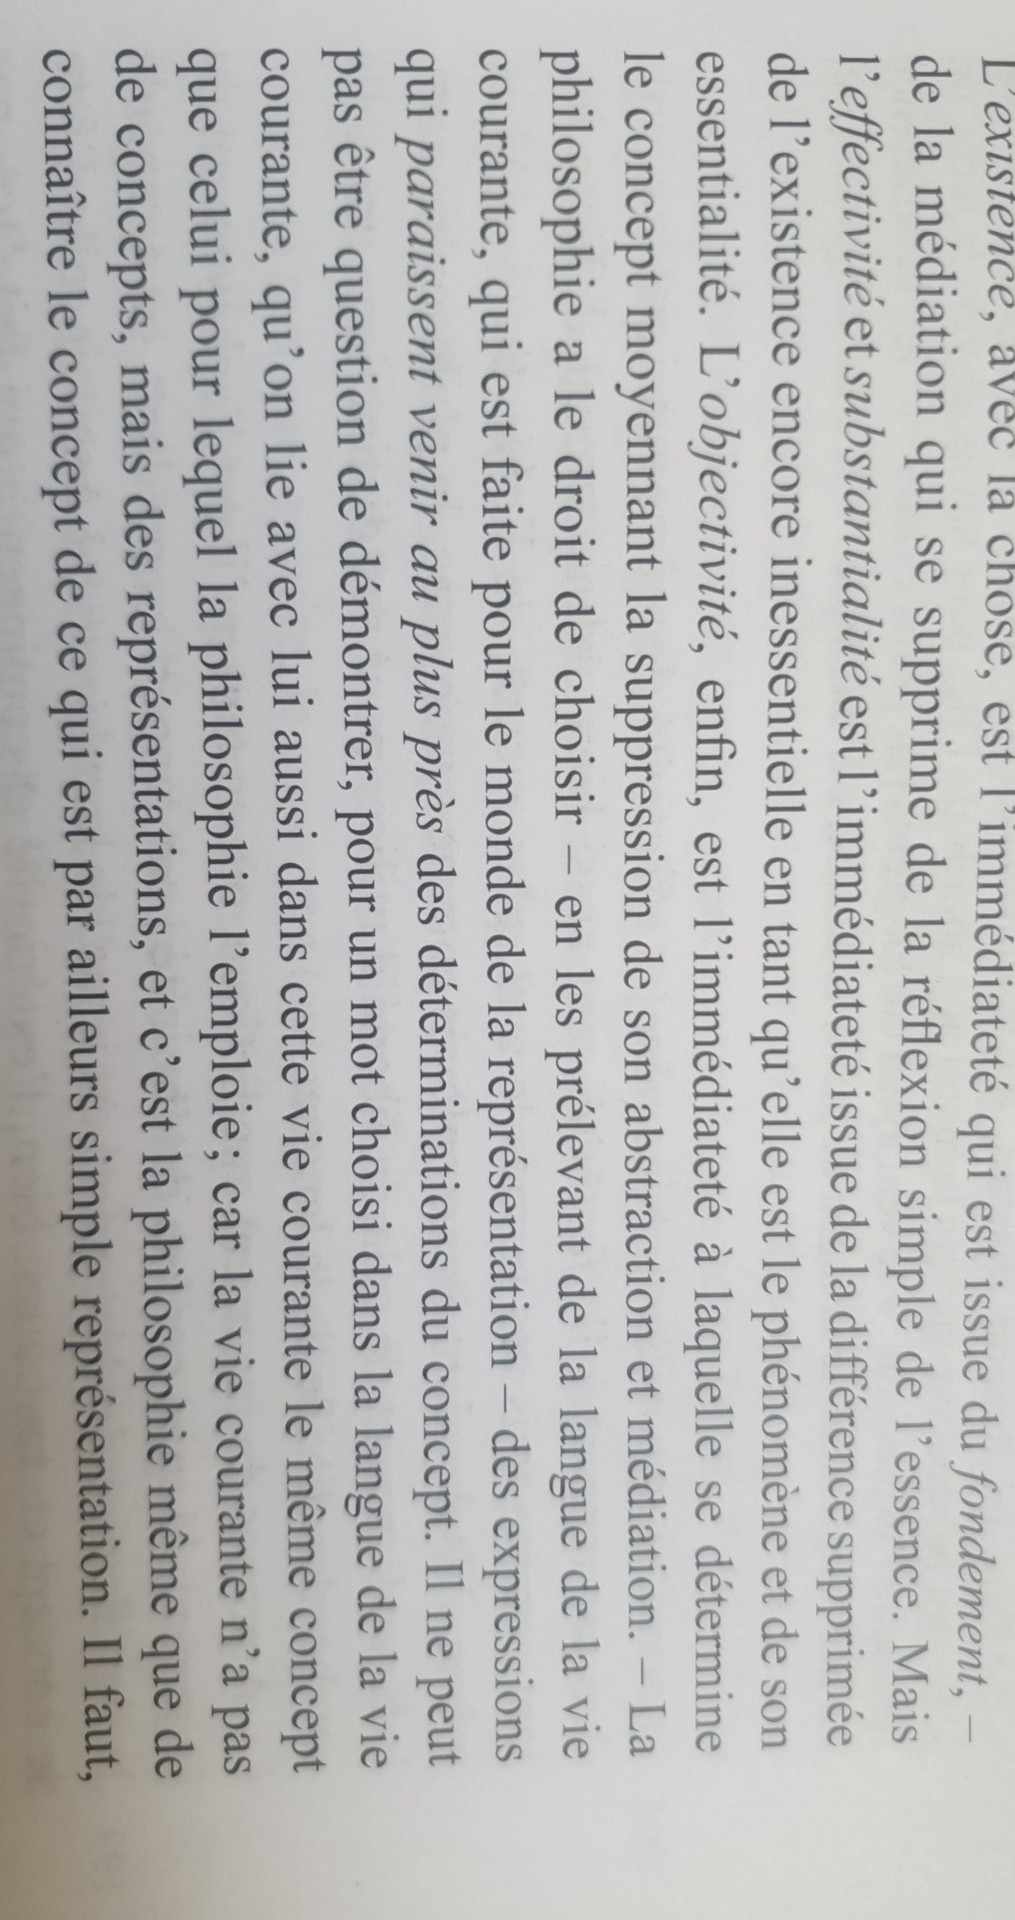 L'existence, avec la chose, est l'immédiateté qui est issue du fondement, –
de la médiation qui se supprime de la réflexion simple de l'essence. Mais
l'effectivité et substantialité est l'immédiateté issue de la différence supprimée
de l'existence encore inessentielle en tant qu'elle est le phénomène et de son
essentialité. L'objectivité, enfin, est l'immédiateté à laquelle se détermine
le concept moyennant la suppression de son abstraction et médiation. – La
philosophie a le droit de choisir – en les prélevant de la langue de la vie
courante, qui est faite pour le monde de la représentation – des expressions
qui paraissent venir au plus près des déterminations du concept. Il ne peut
pas être question de démontrer, pour un mot choisi dans la langue de la vie
courante, qu'on lie avec lui aussi dans cette vie courante le même concept
que celui pour lequel la philosophie l'emploie ; car la vie courante n'a pas
de concepts, mais des représentations, et c'est la philosophie même que de
connaître le concept de ce qui est par ailleurs simple représentation. Il faut,